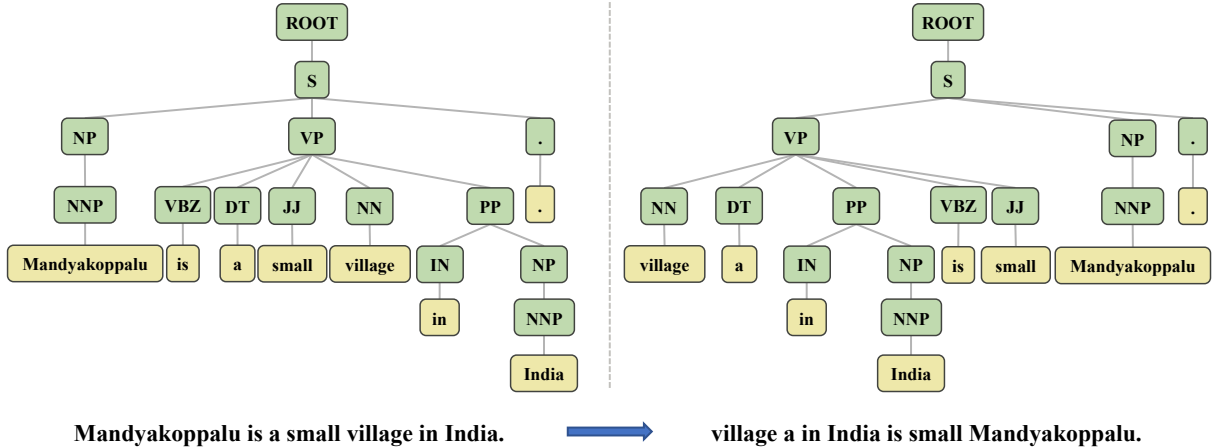 ROOT ROOT
S S
NP VP . VP NP .
NNP VBZ DT JJ NN PP . NN DT PP VBZ JJ NNP .
Mandyakoppalu is a small village IN NP village a IN NP is small Mandyakoppalu
in NNP in NNP
India India
Mandyakoppalu is a small village in India. village a in India is small Mandyakoppalu.